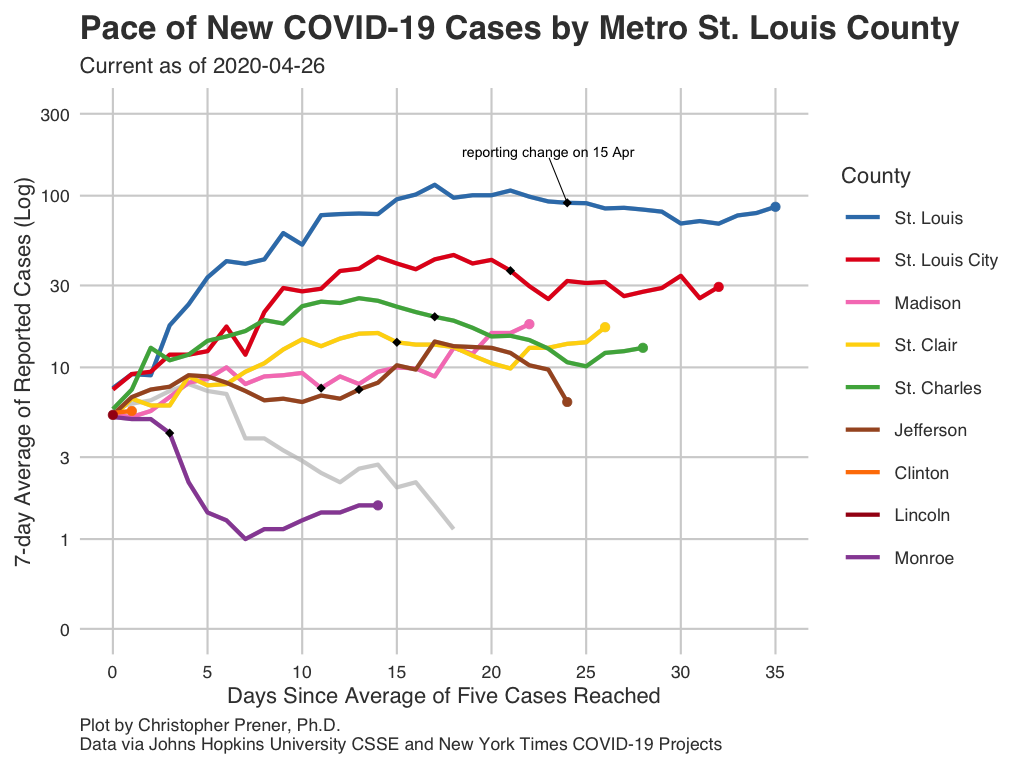 Pace of New COVID-19 Cases by Metro St. Louis County
Current as of 2020-04-26
7-day Average of Reported Cases (Log)
300
100
30
10
3
1
0
reporting change on 15 Apr
0 5 10 15 20 25 30 35
Days Since Average of Five Cases Reached
County
St. Louis
St. Louis City
Madison
St. Clair
St. Charles
Jefferson
Clinton
Lincoln
Monroe
Plot by Christopher Prener, Ph.D.
Data via Johns Hopkins University CSSE and New York Times COVID-19 Projects